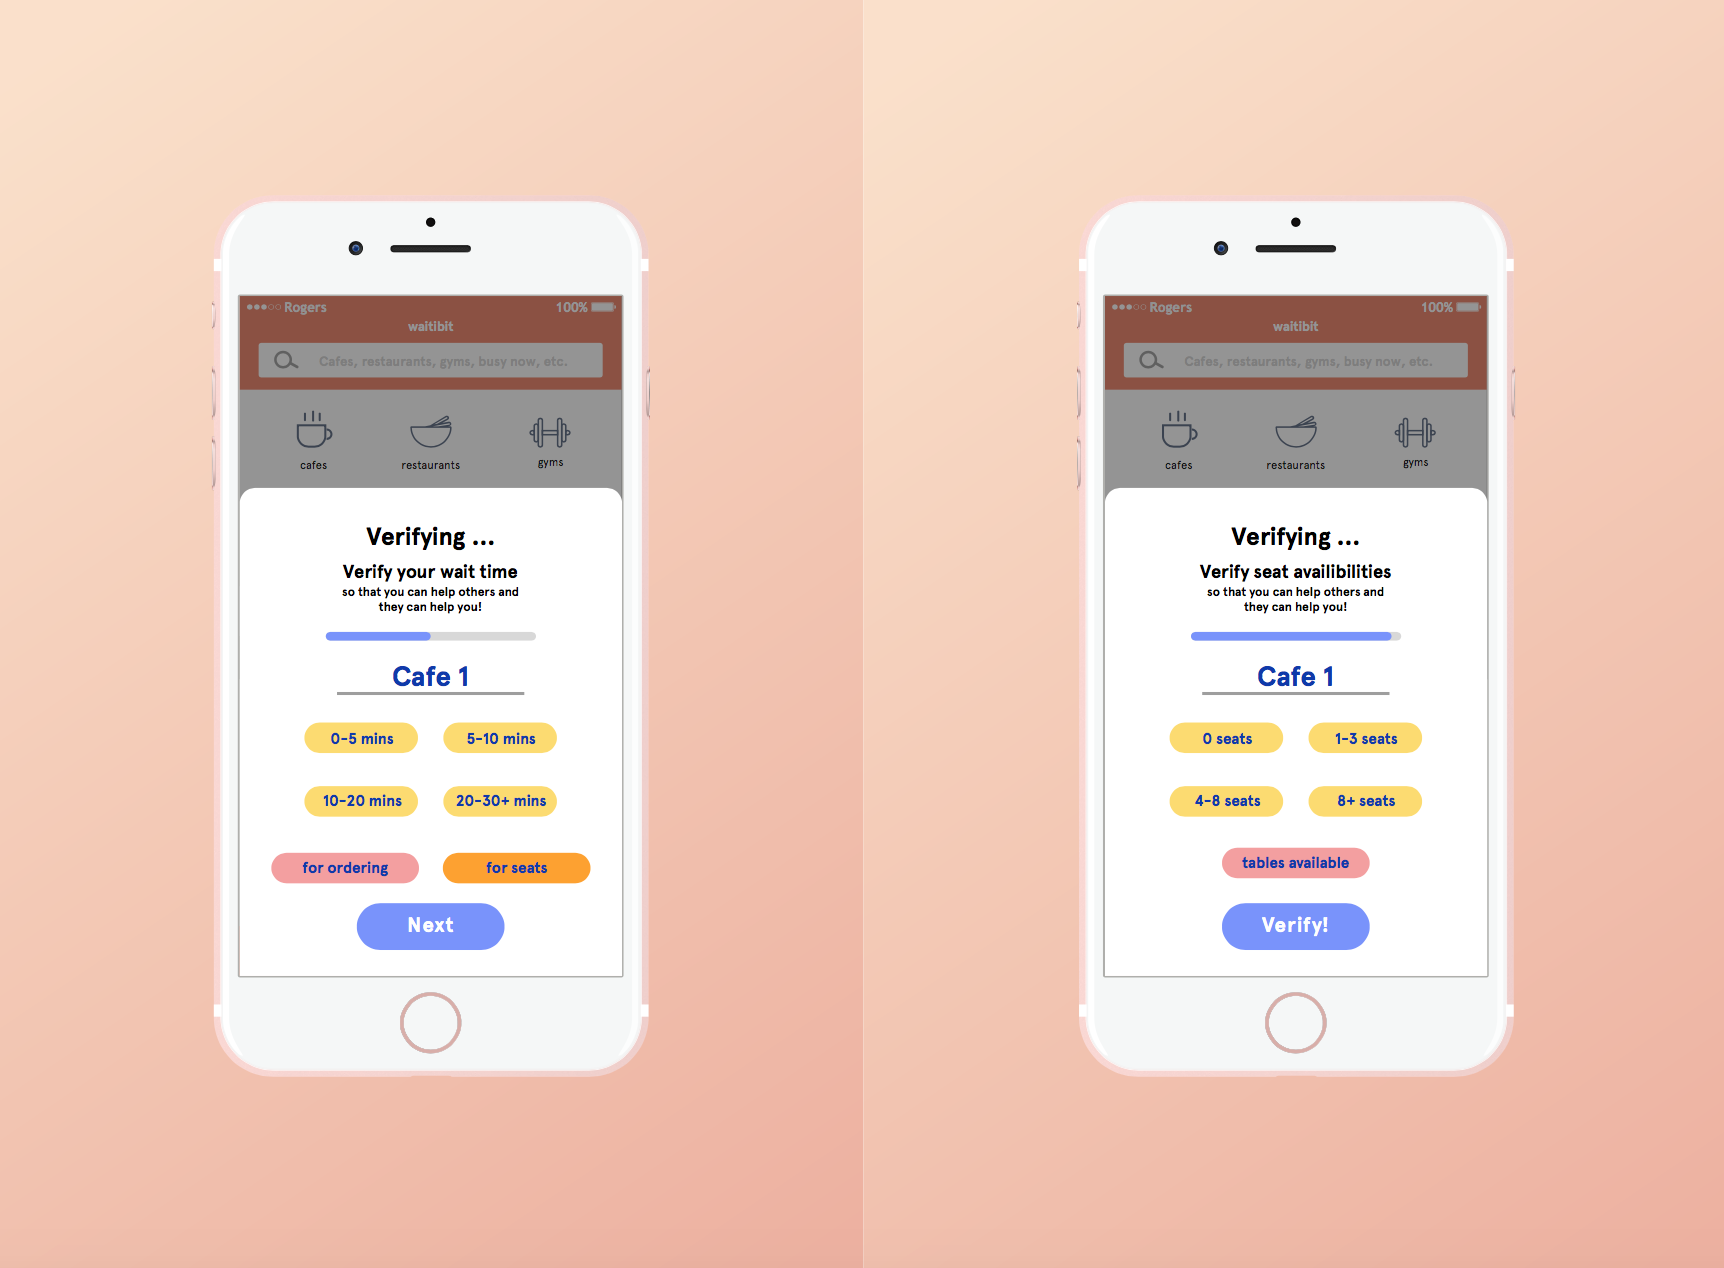 Rogers
100%
waitibit
Cafes, restaurants, gyms, busy now, etc.
cafes
restaurants
gyms
Verifying ...
Verify your wait time
so that you can help others and
they can help you!
Cafe 1
0-5 mins
5-10 mins
10-20 mins
20-30+ mins
for ordering
for seats
Next
Rogers
100%
waitibit
Cafes, restaurants, gyms, busy now, etc.
cafes
restaurants
gyms
Verifying ...
Verify seat availibilities
so that you can help others and
they can help you!
Cafe 1
0 seats
1-3 seats
4-8 seats
8+ seats
tables available
Verify!